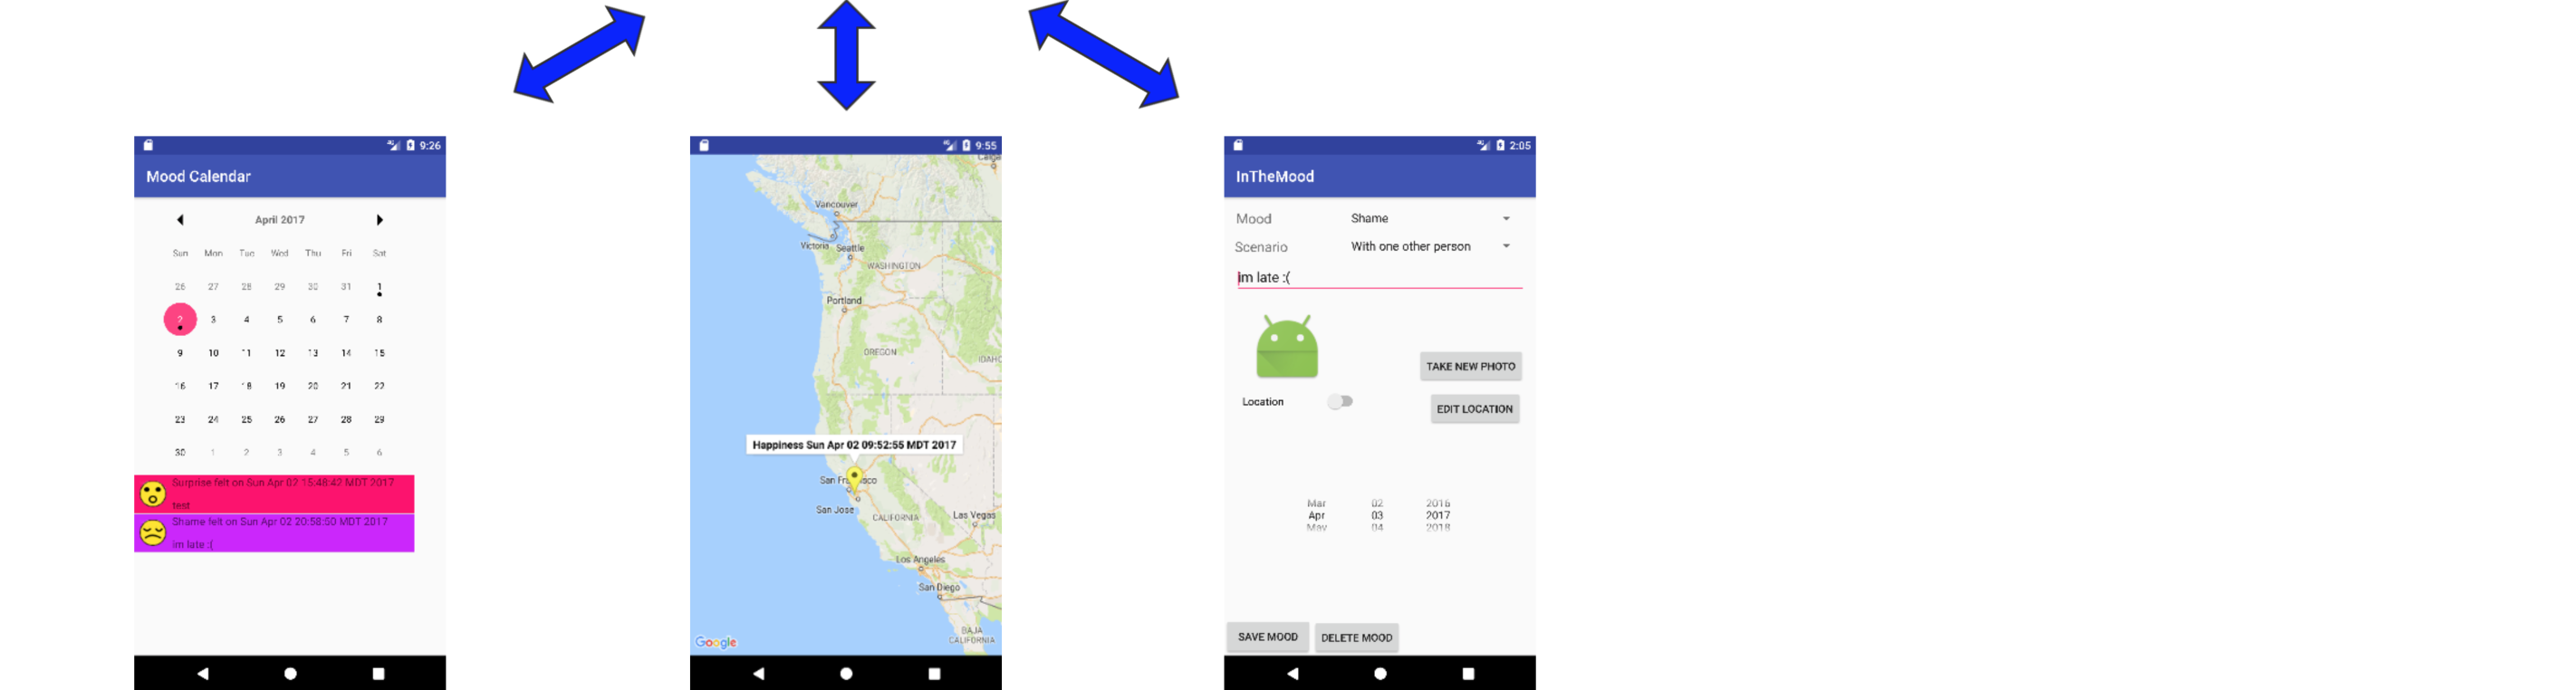 9:26
Mood Calendar
April 2017
Sun Mon Tue Wed Thu Fri Sat
26 27 28 29 30 31 1
2 3 4 5 6 7 8
9 10 11 12 13 14 15
16 17 18 19 20 21 22
23 24 25 26 27 28 29
30 1 2 3 4 5 6
Surprise felt on Sun Apr 02 15:48:42 MDT 2017
test
Shame felt on Sun Apr 02 20:58:50 MDT 2017
im late :(
9:55
Vancouver
Victoria
Seattle
WASHINGTON
Portland
OREGON
Happiness Sun Apr 02 09:52:55 MDT 2017
San Jose
CALIFORNIA
Las Vegas
Los Angeles
San Diego
BAJA
CALIFORNIA
Google
2:05
InTheMood
Mood Shame
Scenario With one other person
im late :(
TAKE NEW PHOTO
Location
EDIT LOCATION
Mar 02 2016
Apr 03 2017
May 04 2018
SAVE MOOD DELETE MOOD